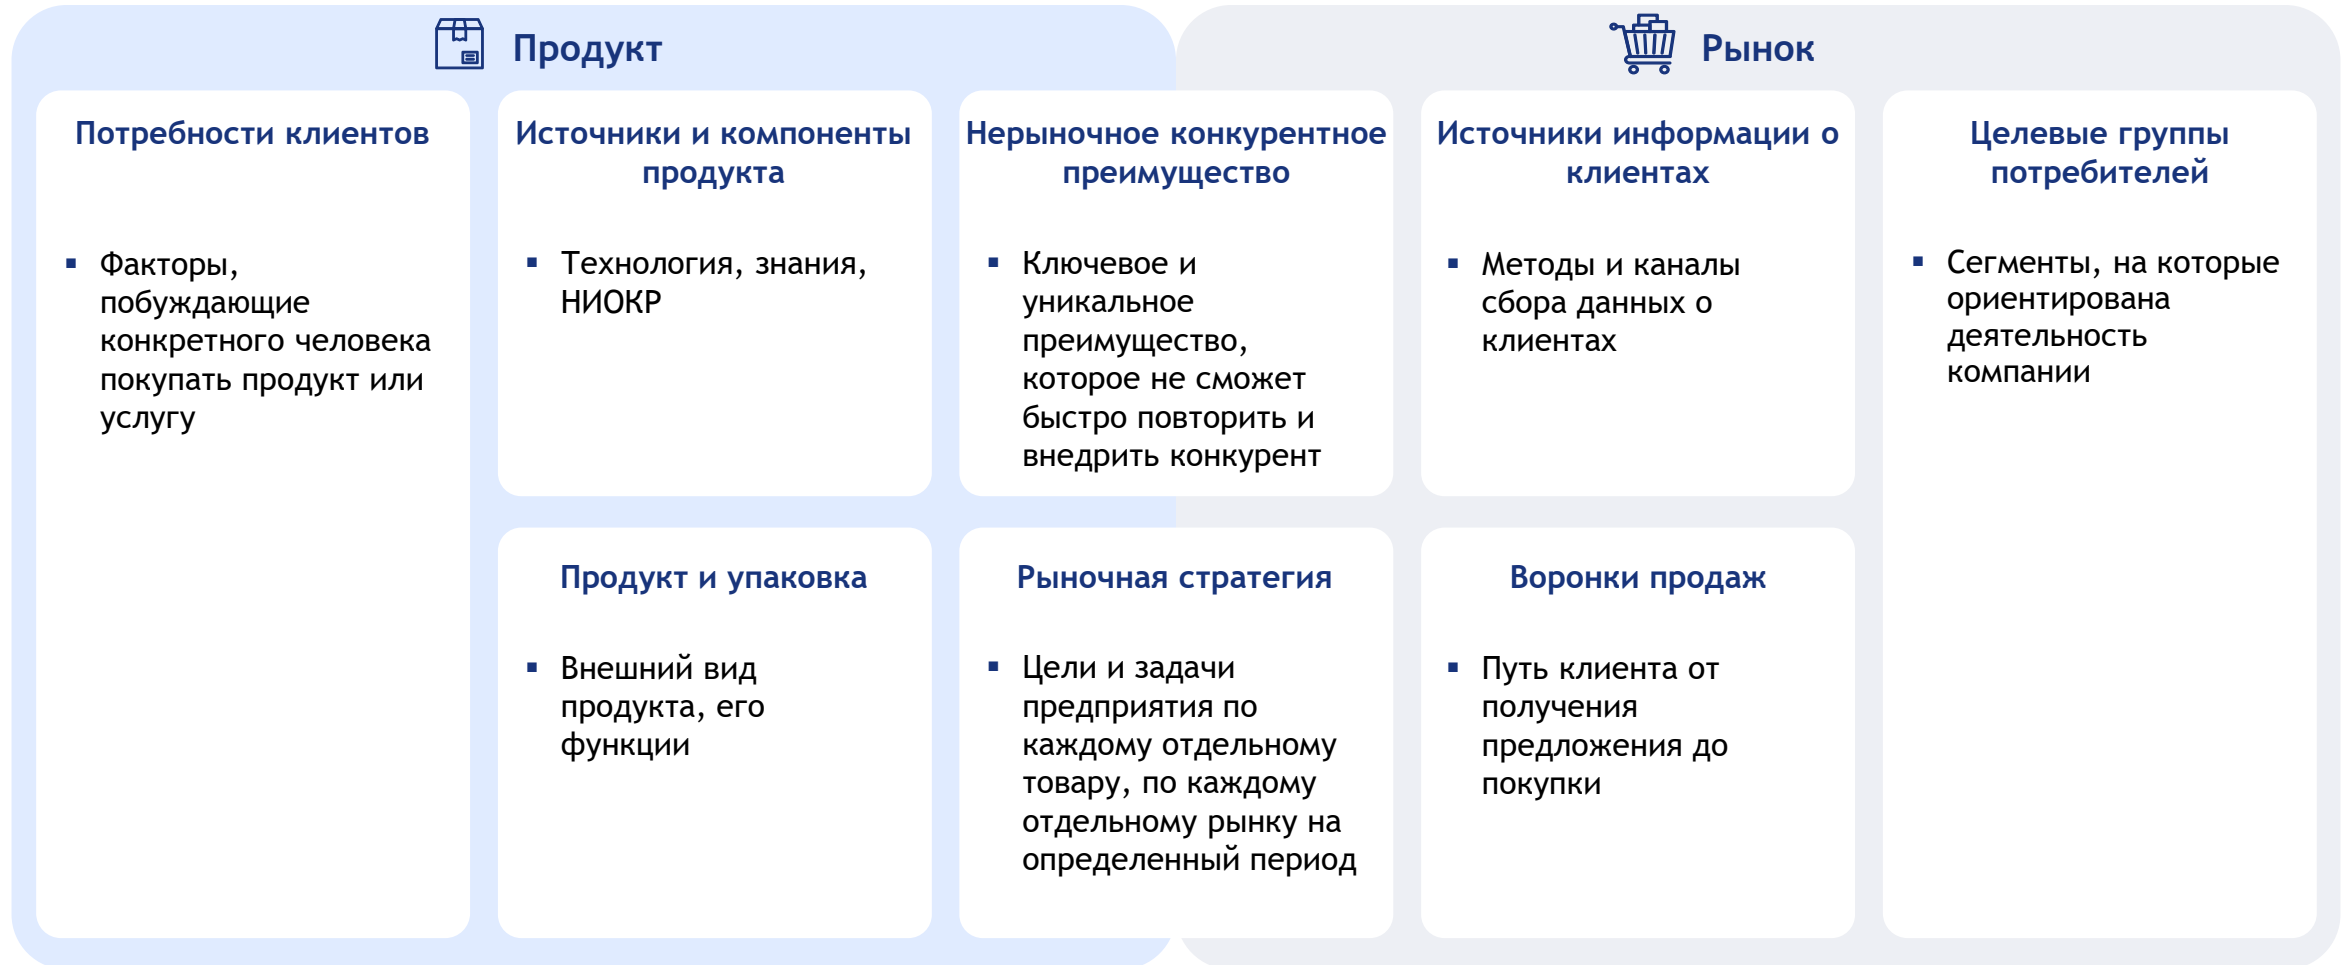 Продукт
Рынок
Потребности клиентов
▪ Факторы,
побуждающие
конкретного человека
покупать продукт или
услугу
Источники и компоненты
продукта
▪ Технология, знания,
НИОКР
Нерыночное конкурентное
преимущество
▪ Ключевое и
уникальное
преимущество,
которое не сможет
быстро повторить и
внедрить конкурент
Источники информации о
клиентах
▪ Методы и каналы
сбора данных о
клиентах
Целевые группы
потребителей
▪ Сегменты, на которые
ориентирована
деятельность
компании
Продукт и упаковка
▪ Внешний вид
продукта, его
функции
Рыночная стратегия
▪ Цели и задачи
предприятия по
каждому отдельному
товару, по каждому
отдельному рынку на
определенный период
Воронки продаж
▪ Путь клиента от
получения
предложения до
покупки